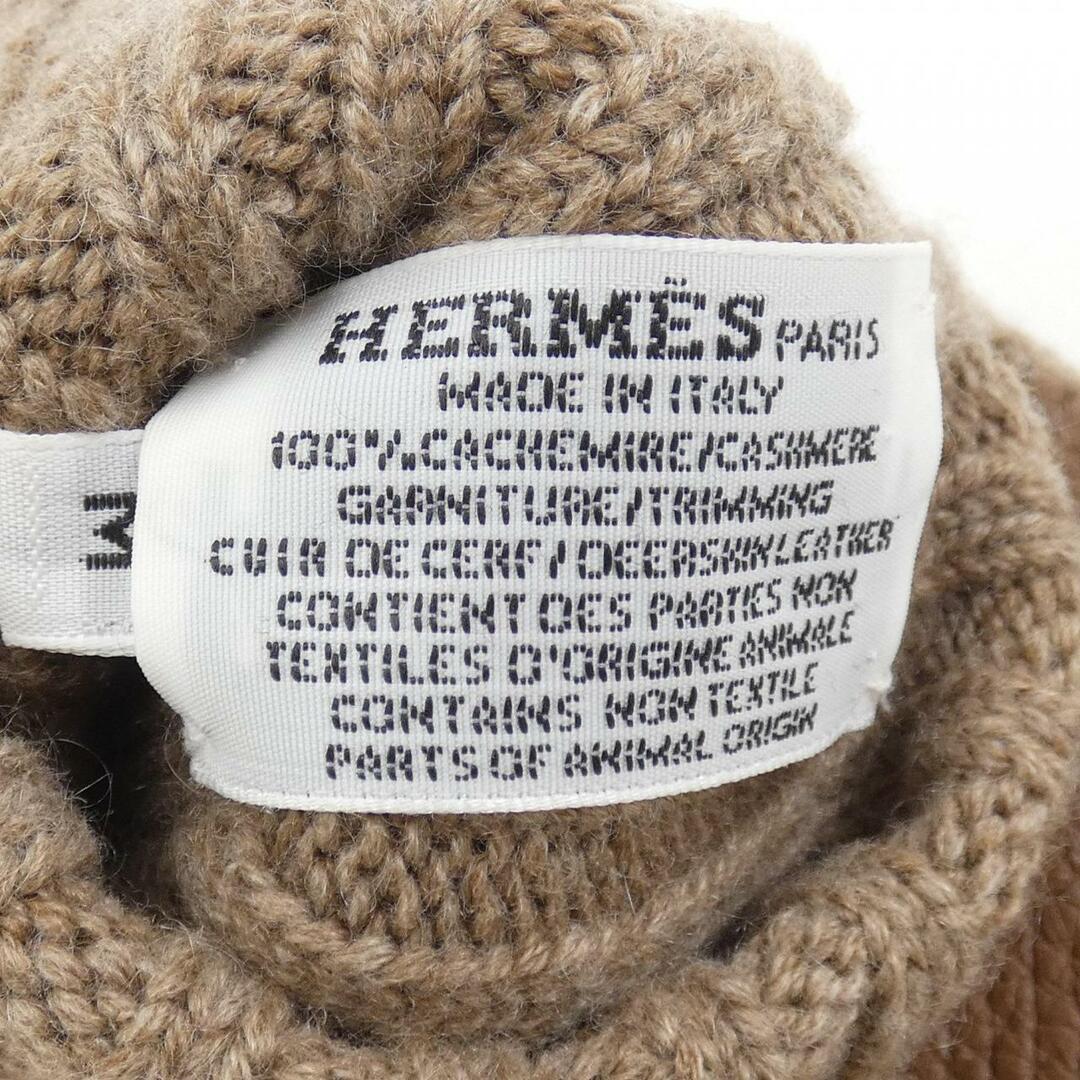 HERMÈS PARIS
MADE IN ITALY
100%CACHEMIRE/CASHMERE
GARNITURE/TRIMMING
CUIR DE CERF/DEERSKIN LEATHER
CONTIENT DES PARTIES NON
TEXTILES D'ORIGINE ANIMALE
CONTAINS NON TEXTILE
PARTS OF ANIMAL ORIGIN
M